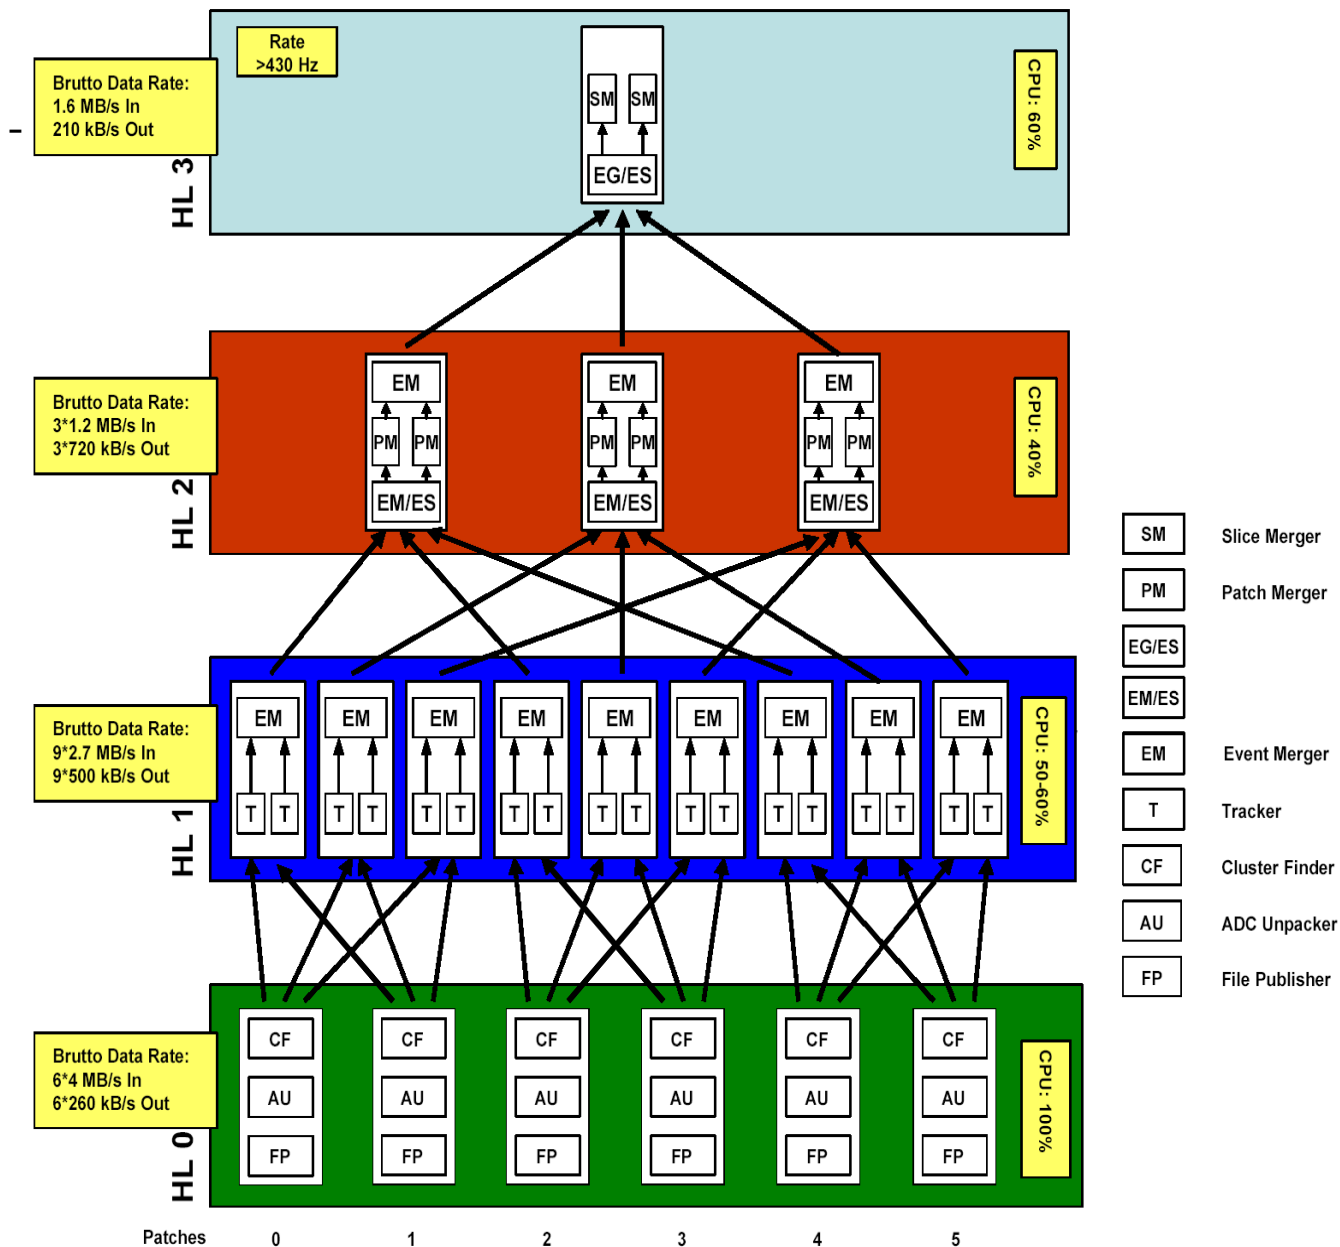 Rate
>430 Hz
Brutto Data Rate:
1.6 MB/s In
210 kB/s Out
HL 3
SM SM
EG/ES
CPU: 60%
Brutto Data Rate:
3*1.2 MB/s In
3*720 kB/s Out
HL 2
EM EM EM
PM PM PM PM PM PM
EM/ES EM/ES EM/ES
CPU: 40%
SM Slice Merger
PM Patch Merger
EG/ES
EM/ES
EM Event Merger
T Tracker
CF Cluster Finder
AU ADC Unpacker
FP File Publisher
Brutto Data Rate:
9*2.7 MB/s In
9*500 kB/s Out
HL 1
EM EM EM EM EM EM EM EM EM
T T T T T T T T T T T T T T T T T T
CPU: 50-60%
Brutto Data Rate:
6*4 MB/s In
6*260 kB/s Out
HL 0
CF CF CF CF CF CF
AU AU AU AU AU AU
FP FP FP FP FP FP
CPU: 100%
Patches 0 1 2 3 4 5